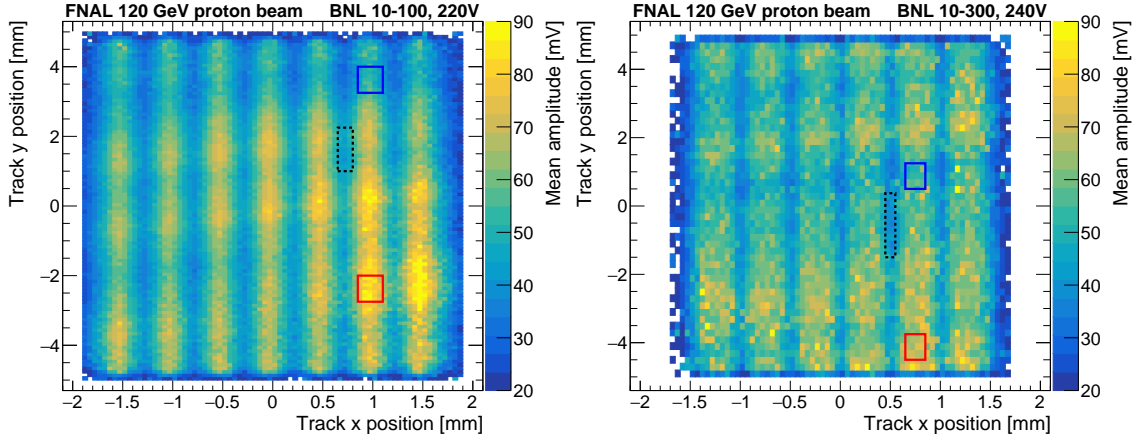 FNAL 120 GeV proton beam BNL 10-100, 220V
Track y position [mm]
4
2
0
−2
−4
−2 −1.5 −1 −0.5 0 0.5 1 1.5 2
Track x position [mm]
90
80
70
60
50
40
30
20
Mean amplitude [mV]
FNAL 120 GeV proton beam BNL 10-300, 240V
Track y position [mm]
4
2
0
−2
−4
−2 −1.5 −1 −0.5 0 0.5 1 1.5 2
Track x position [mm]
90
80
70
60
50
40
30
20
Mean amplitude [mV]